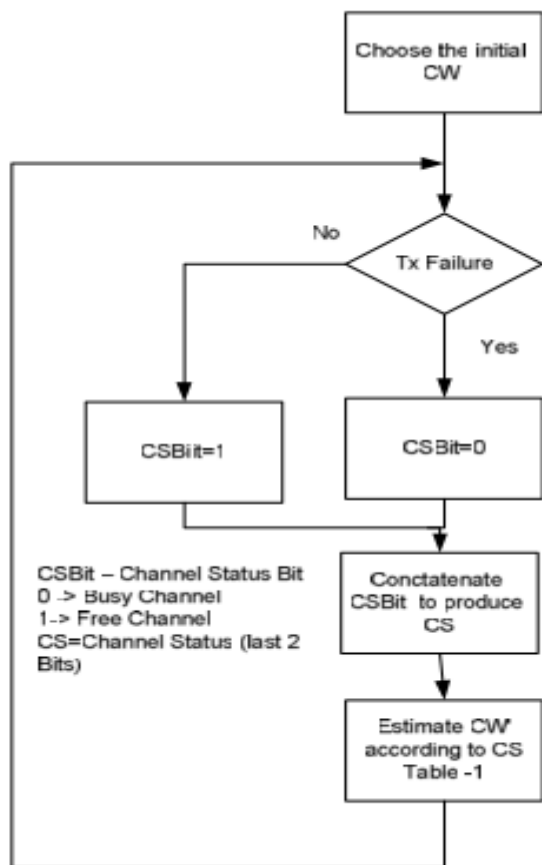 Choose the initial
CW
No
Tx Failure
Yes
CSBiit=1
CSBit=0
CSBit – Channel Status Bit
0 -> Busy Channel
1-> Free Channel
CS=Channel Status (last 2
Bits)
Conctatenate
CSBit to produce
CS
Estimate CW'
according to CS
Table -1